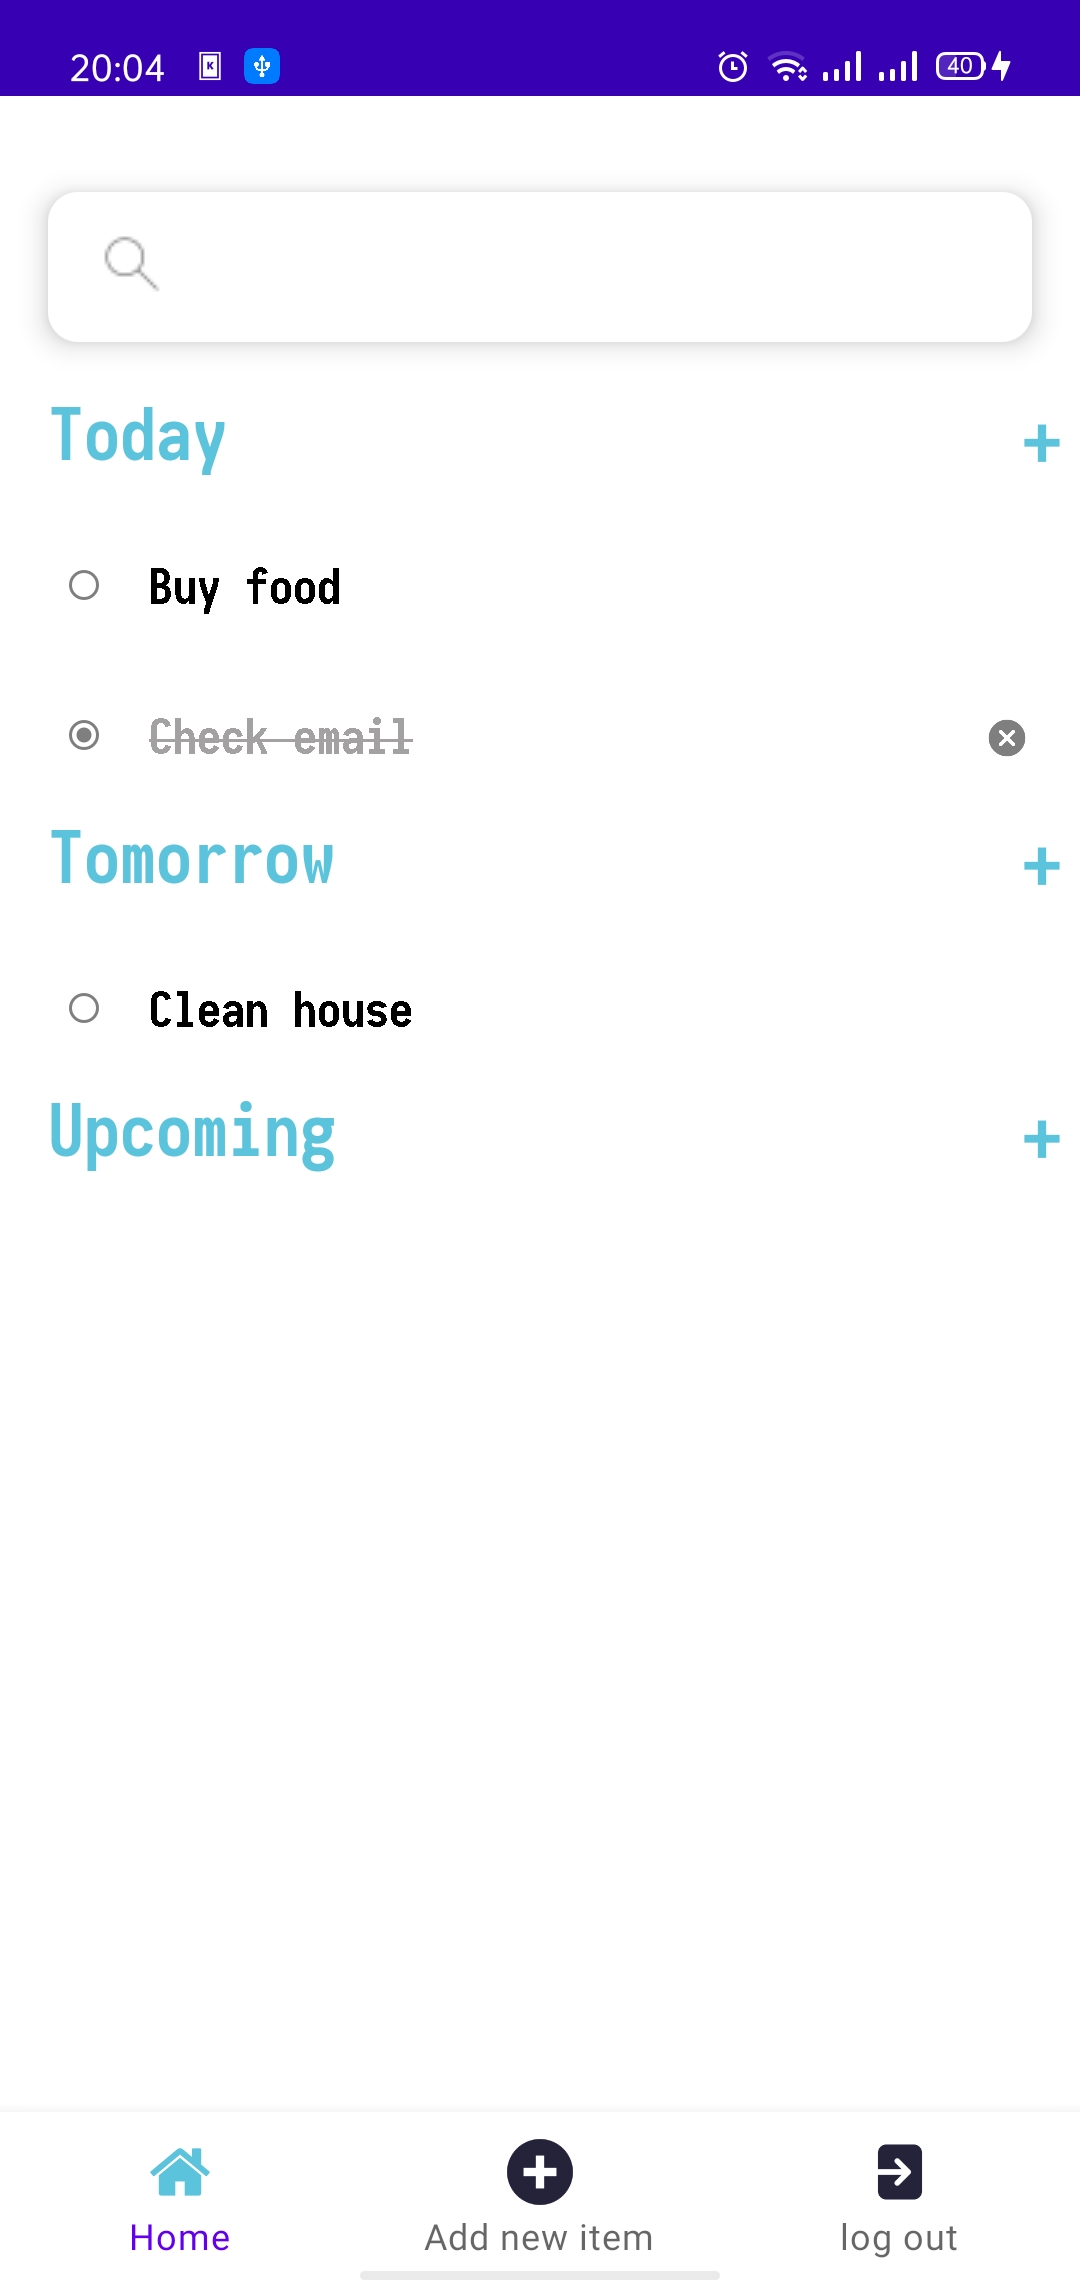 20:04 K 40
Today +
Buy food
Check email
Tomorrow +
Clean house
Upcoming +
Home Add new item log out